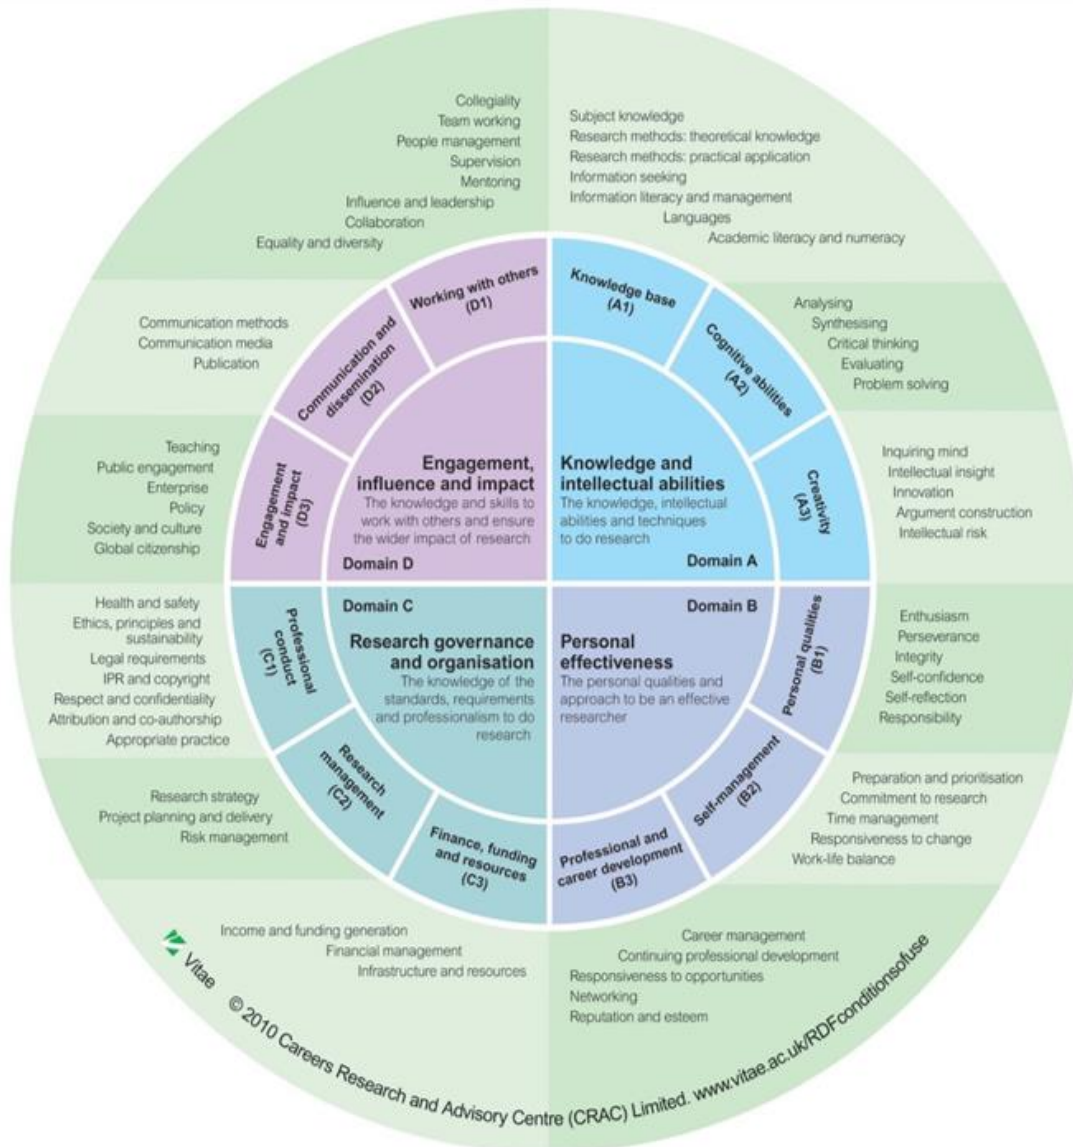 Collegiality
Team working
People management
Supervision
Mentoring
Influence and leadership
Collaboration
Equality and diversity
Subject knowledge
Research methods: theoretical knowledge
Research methods: practical application
Information seeking
Information literacy and management
Languages
Academic literacy and numeracy
Working with others
(D1)
Knowledge base
(A1)
Communication methods
Communication media
Publication
Communication and
dissemination
(D2)
Cognitive abilities
(A2)
Analysing
Synthesising
Critical thinking
Evaluating
Problem solving
Teaching
Public engagement
Enterprise
Policy
Society and culture
Global citizenship
Engagement
and impact
(D3)
Engagement,
influence and impact
The knowledge and skills to
work with others and ensure
the wider impact of research
Domain D
Knowledge and
intellectual abilities
The knowledge, intellectual
abilities and techniques
to do research
Domain A
Creativity
(A3)
Inquiring mind
Intellectual insight
Innovation
Argument construction
Intellectual risk
Health and safety
Ethics, principles and
sustainability
Legal requirements
IPR and copyright
Respect and confidentiality
Attribution and co-authorship
Appropriate practice
Professional
conduct
(C1)
Domain C
Research governance
and organisation
The knowledge of the
standards, requirements
and professionalism to do
research
Domain B
Personal
effectiveness
The personal qualities and
approach to be an effective
researcher
Personal qualities
(B1)
Enthusiasm
Perseverance
Integrity
Self-confidence
Self-reflection
Responsibility
Research strategy
Project planning and delivery
Risk management
Research
management
(C2)
Self-management
(B2)
Preparation and prioritisation
Commitment to research
Time management
Responsiveness to change
Work-life balance
Finance, funding
and resources
(C3)
Professional and
career development
(B3)
Income and funding generation
Financial management
Infrastructure and resources
Career management
Continuing professional development
Responsiveness to opportunities
Networking
Reputation and esteem
Vitae © 2010 Careers Research and Advisory Centre (CRAC) Limited. www.vitae.ac.uk/RDFconditionsofuse